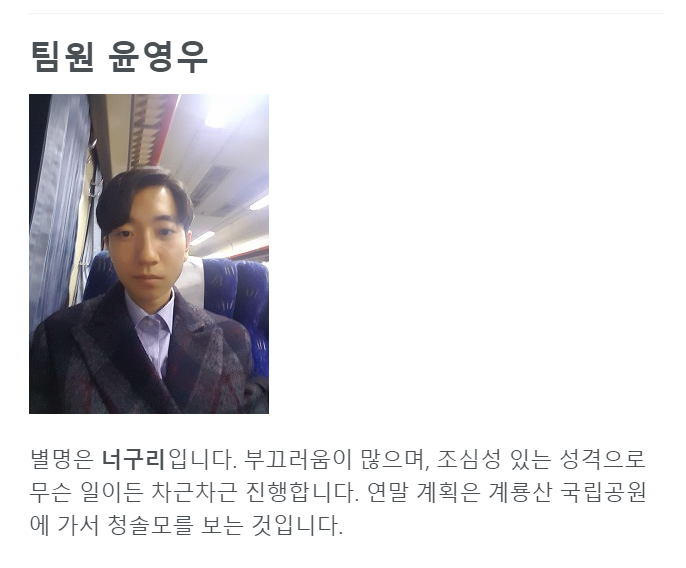 팀원 윤영우
별명은 너구리입니다. 부끄러움이 많으며, 조심성 있는 성격으로
무슨 일이든 차근차근 진행합니다. 연말 계획은 계룡산 국립공원
에 가서 청솔모를 보는 것입니다.